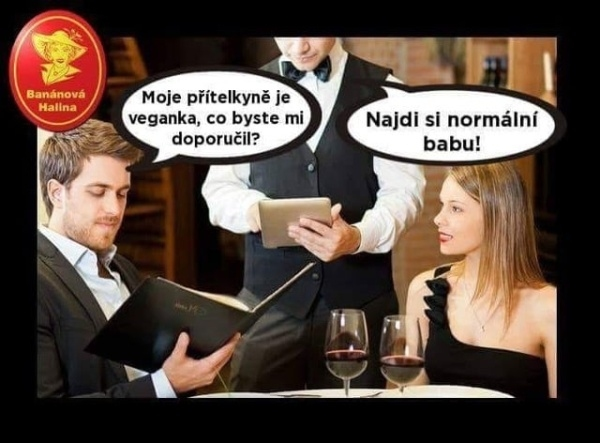 Banánová
Halina
Moje přítelkyně je
veganka, co byste mi
doporučil?
Najdi si normální
babu!